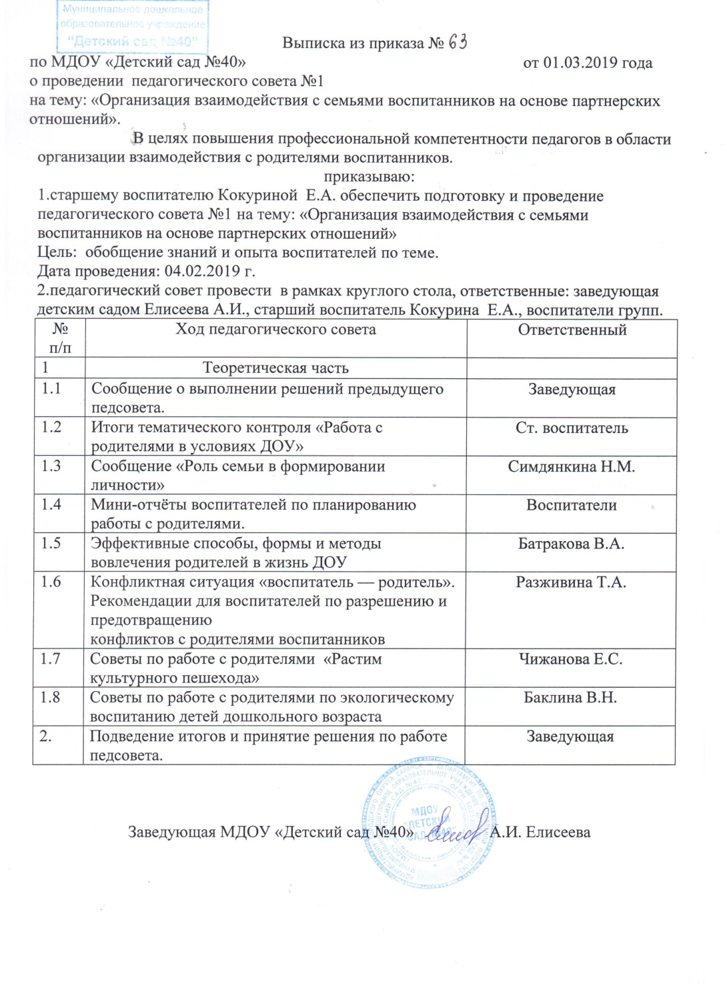 Муниципальное дошкольное
образовательное учреждение
"Детский сад №40"
Выписка из приказа № 63
по МДОУ «Детский сад №40» от 01.03.2019 года
о проведении педагогического совета №1
на тему: «Организация взаимодействия с семьями воспитанников на основе партнерских
отношений».
В целях повышения профессиональной компетентности педагогов в области
организации взаимодействия с родителями воспитанников.
приказываю:
1.старшему воспитателю Кокуриной Е.А. обеспечить подготовку и проведение
педагогического совета №1 на тему: «Организация взаимодействия с семьями
воспитанников на основе партнерских отношений»
Цель: обобщение знаний и опыта воспитателей по теме.
Дата проведения: 04.02.2019 г.
2.педагогический совет провести в рамках круглого стола, ответственные: заведующая
детским садом Елисеева А.И., старший воспитатель Кокурина Е.А., воспитатели групп.
№ Ход педагогического совета Ответственный
п/п
1 Теоретическая часть
1.1 Сообщение о выполнении решений предыдущего Заведующая
педсовета.
1.2 Итоги тематического контроля «Работа с Ст. воспитатель
родителями в условиях ДОУ»
1.3 Сообщение «Роль семьи в формировании Симдянкина Н.М.
личности»
1.4 Мини-отчёты воспитателей по планированию Воспитатели
работы с родителями.
1.5 Эффективные способы, формы и методы Батракова В.А.
вовлечения родителей в жизнь ДОУ
1.6 Конфликтная ситуация «воспитатель — родитель». Разживина Т.А.
Рекомендации для воспитателей по разрешению и
предотвращению
конфликтов с родителями воспитанников
1.7 Советы по работе с родителями «Растим Чижанова Е.С.
культурного пешехода»
1.8 Советы по работе с родителями по экологическому Баклина В.Н.
воспитанию детей дошкольного возраста
2. Подведение итогов и принятие решения по работе Заведующая
педсовета.
МДОУ
"ДЕТСКИЙ
САД №40"
Заведующая МДОУ «Детский сад №40» А.И. Елисеева